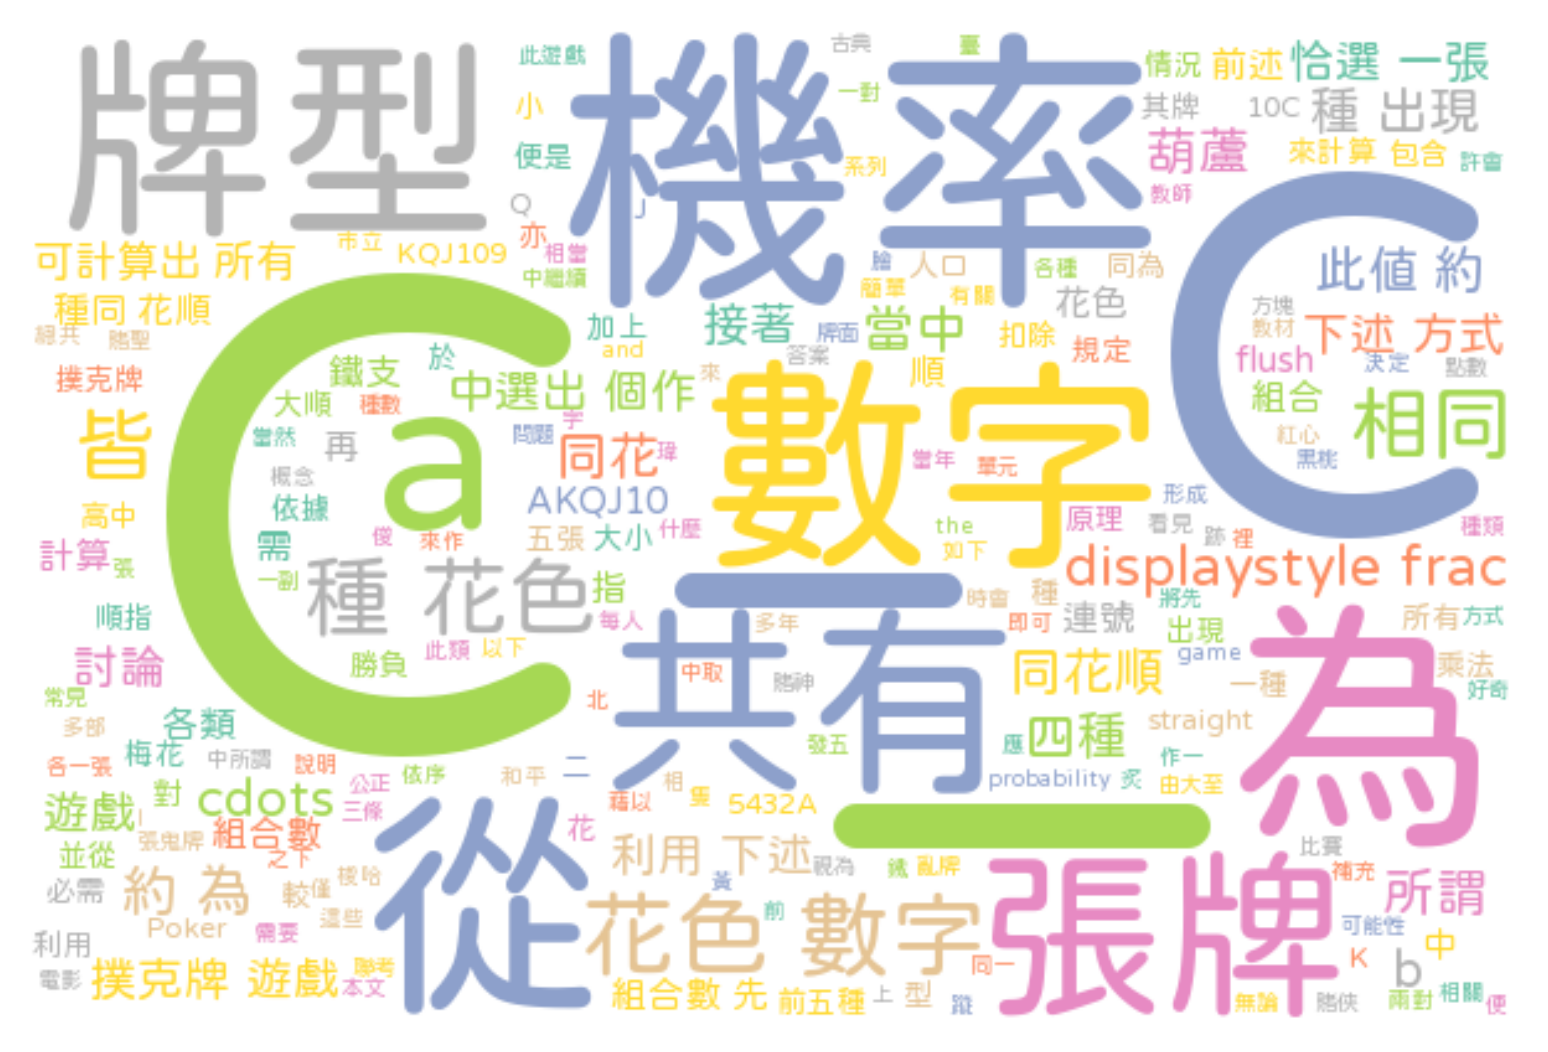 牌型
機率
C
C
a
數字
共有
為
從
張牌
此遊戲
古典
臺
情況 前述 恰選 一張
小
一對
其牌 10C 種 出現
便是
系列
葫蘆 來計算 包含 許會
教師
Q
J
亦
市立 KQJ109 相當
可計算出 所有
中繼續
人口 各種 同為
此值 約
種同 花順
簡單 有關 花色 方塊
總共 賭聖
加上 接著 牌面 當中 扣除 規定 教材 下述 方式
and
答案
撲克牌 鐵支 於 中選出 個作 來 順 flush 決定 點數
大順 種數
組合 相同
皆 當然 再 字
問題 同花 瑋 當年 單元 紅心 黑桃
概念
高中 依據 AKQJ10 形成
計算 張 需 俊 來作 五張 大小 什麼 the 如下 原理 看見 跡 裡 種類
displaystyle frac
一副 種 花色 指
時會 種 將先
順指 每人 多年 即可 連號 出現 所有 方式
討論 勝負 此類 以下 中取 賭神 同花順 game 一種 乘法 好奇
常見 北
多部 各類 發五 應 四種 straight
各一張 梅花 中所謂 說明 公正 依序 和平 二 相 隻 probability 炙 作一 由大至
遊戲 對 cdots 三條 藉以 5432A
張鬼牌 組合數 花
並從 之下 利用 下述 視為 鐵 亂牌 比賽 補充
必需 約 為 較 僅 梭哈 黃 所謂
Poker 需要 這些 花色 數字 前 可能性
利用 同一 K b 中
電影 撲克牌 遊戲 聯考 本文 組合數 先 前五種 上 型 蹤 無論 賭俠 兩對 相關 便